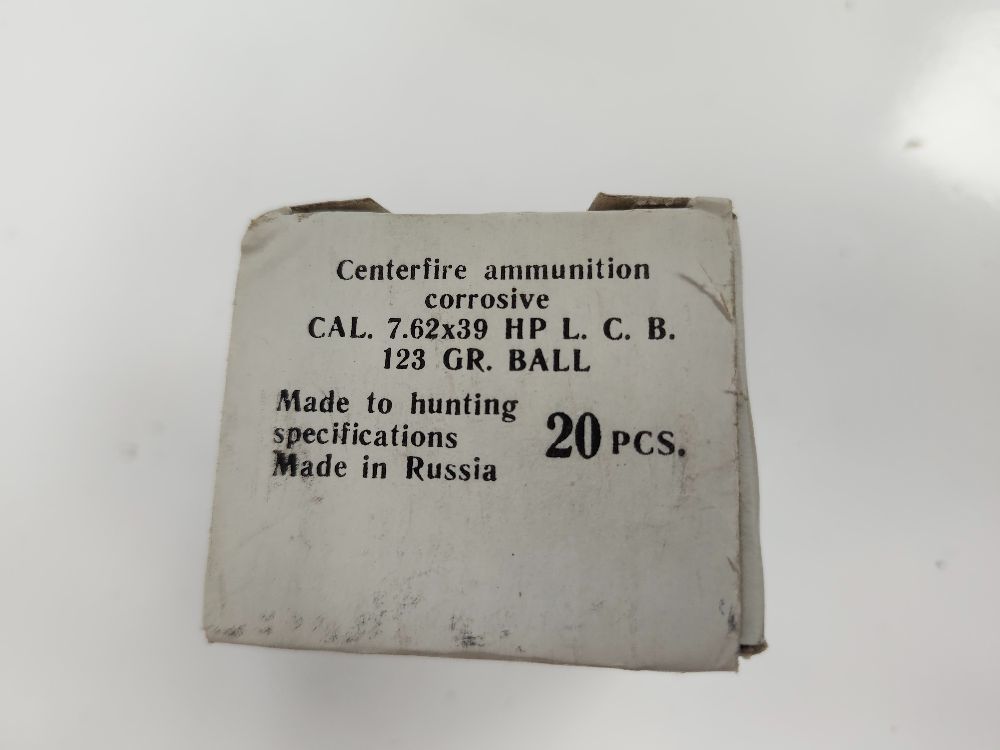 Centerfire ammunition
corrosive
CAL. 7.62x39 HP L. C. B.
123 GR. BALL
Made to hunting
specifications
Made in Russia
20 PCS.